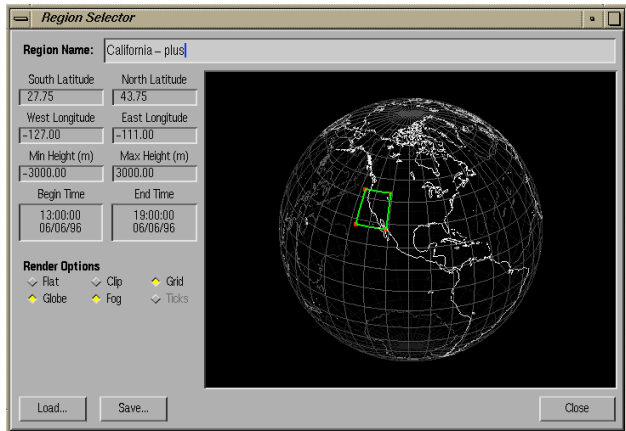 Region Selector
Region Name: California – plus
South Latitude North Latitude
27.75 43.75
West Longitude East Longitude
-127.00 -111.00
Min Height (m) Max Height (m)
-3000.00 3000.00
Begin Time End Time
13:00:00 19:00:00
06/06/96 06/06/96
Render Options
Flat Clip Grid
Globe Fog Ticks
Load... Save... Close